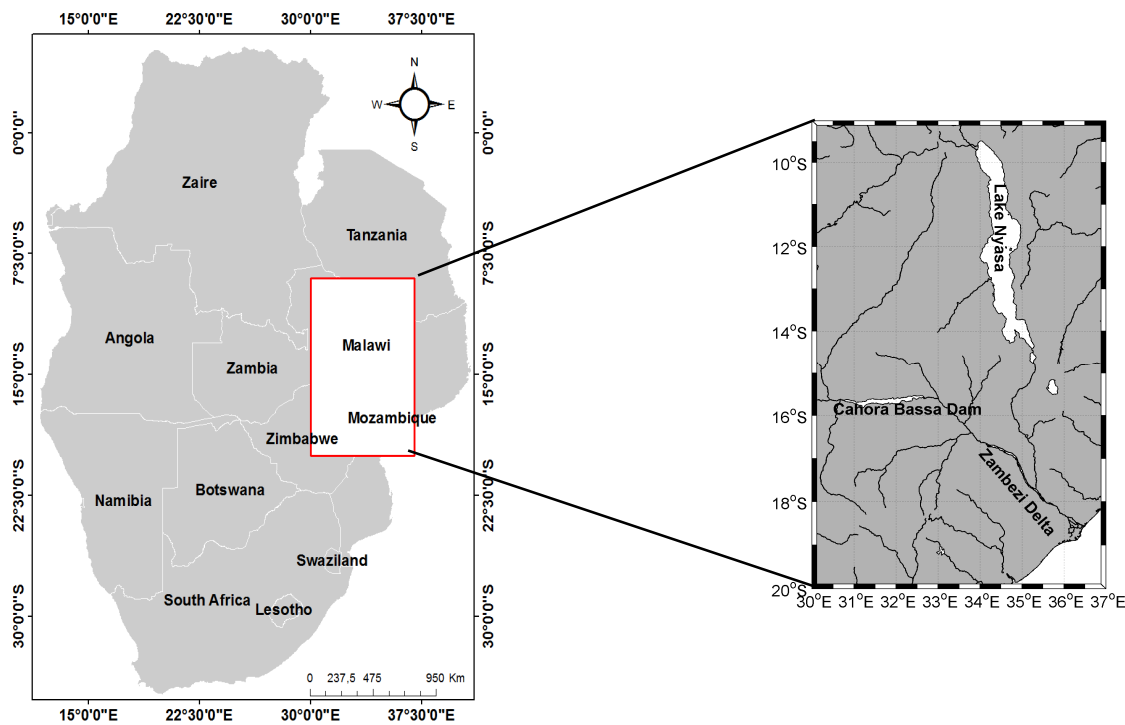 15°0'0"E 22°30'0"E 30°0'0"E 37°30'0"E
N
W E
S
0°0'0"
7°30'0"S
15°0'0"S
22°30'0"S
30°0'0"S
Zaire
Tanzania
Angola
Malawi
Zambia
Mozambique
Zimbabwe
Botswana
Namibia
Swaziland
South Africa
Lesotho
0 237,5 475 950 Km
0°0'0"
7°30'0"S
15°0'0"S
22°30'0"S
30°0'0"S
15°0'0"E 22°30'0"E 30°0'0"E 37°30'0"E
10°S
12°S
14°S
16°S
18°S
20°S
Lake Nyasa
Cahora Bassa Dam
Zambezi Delta
30°E 31°E 32°E 33°E 34°E 35°E 36°E 37°E